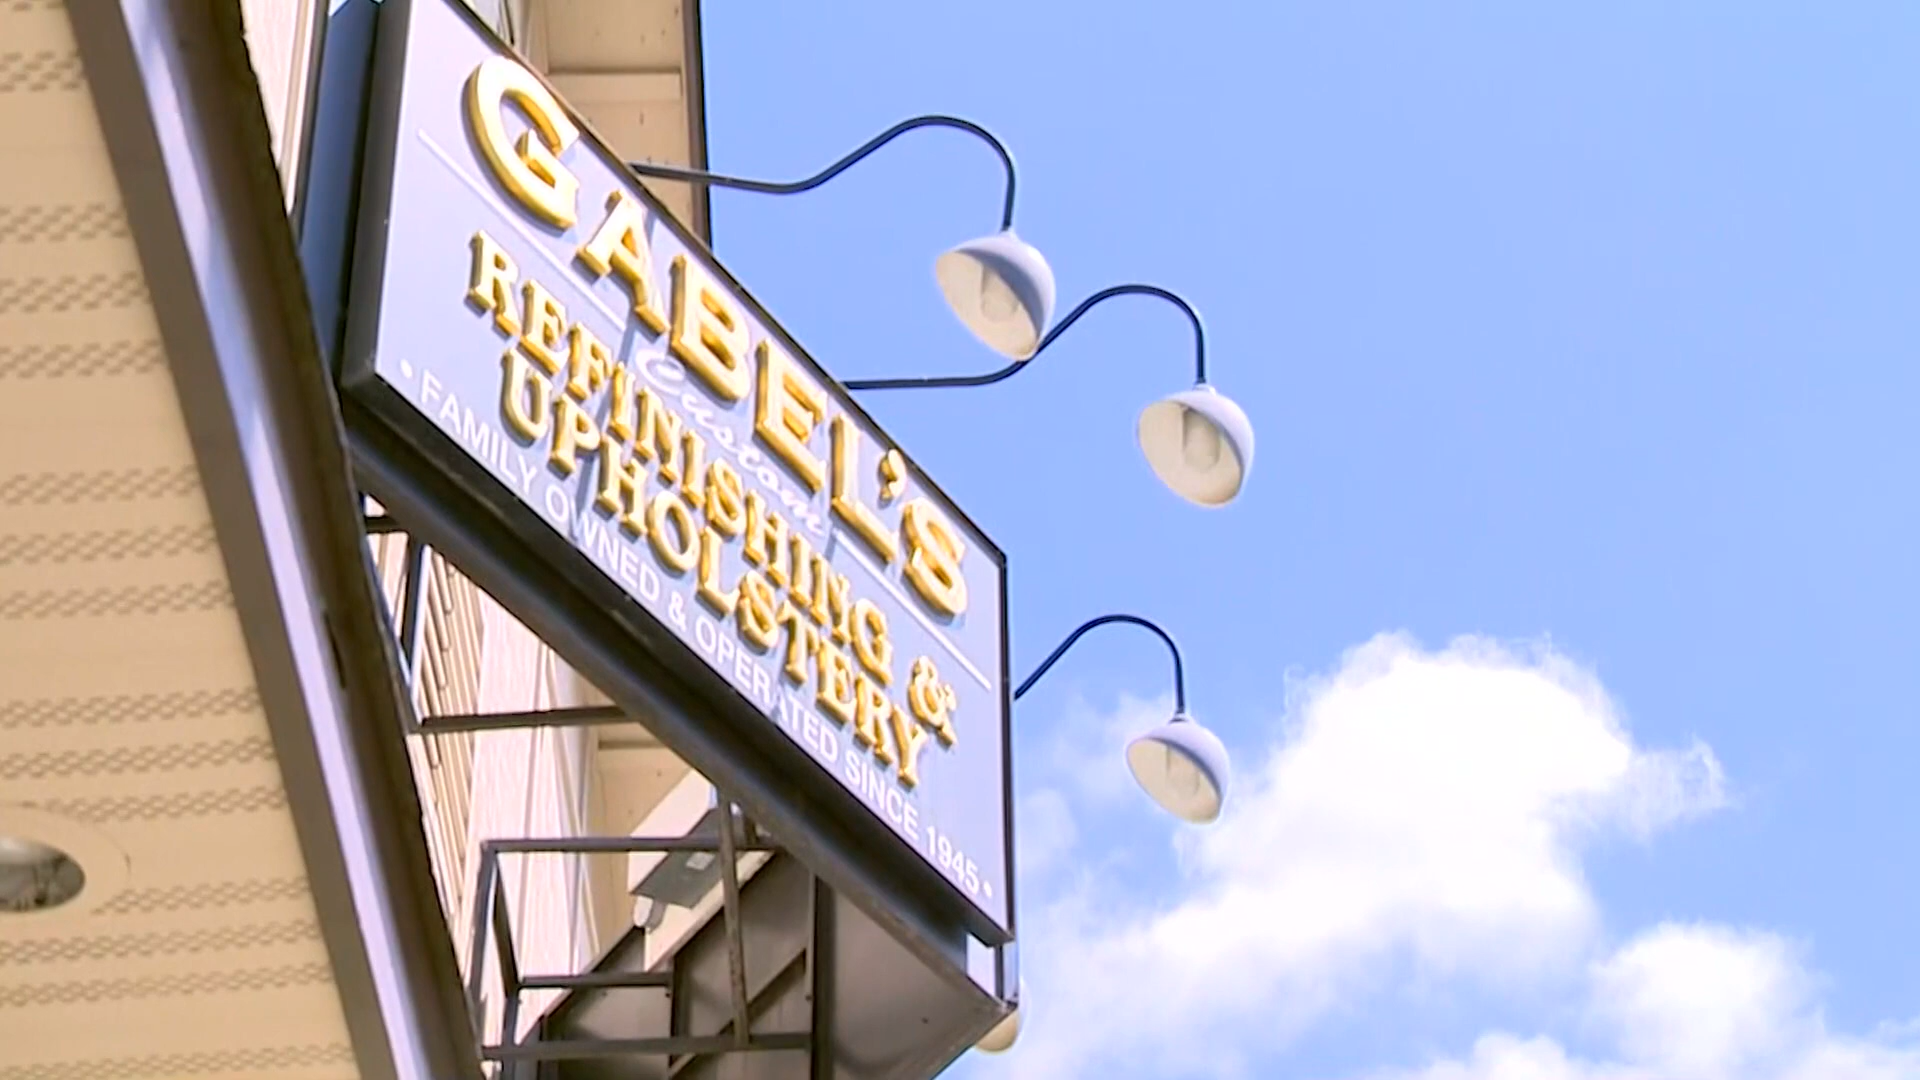 GABEL'S
Custom
REFINISHING &
UPHOLSTERY
• FAMILY OWNED & OPERATED SINCE 1945 •